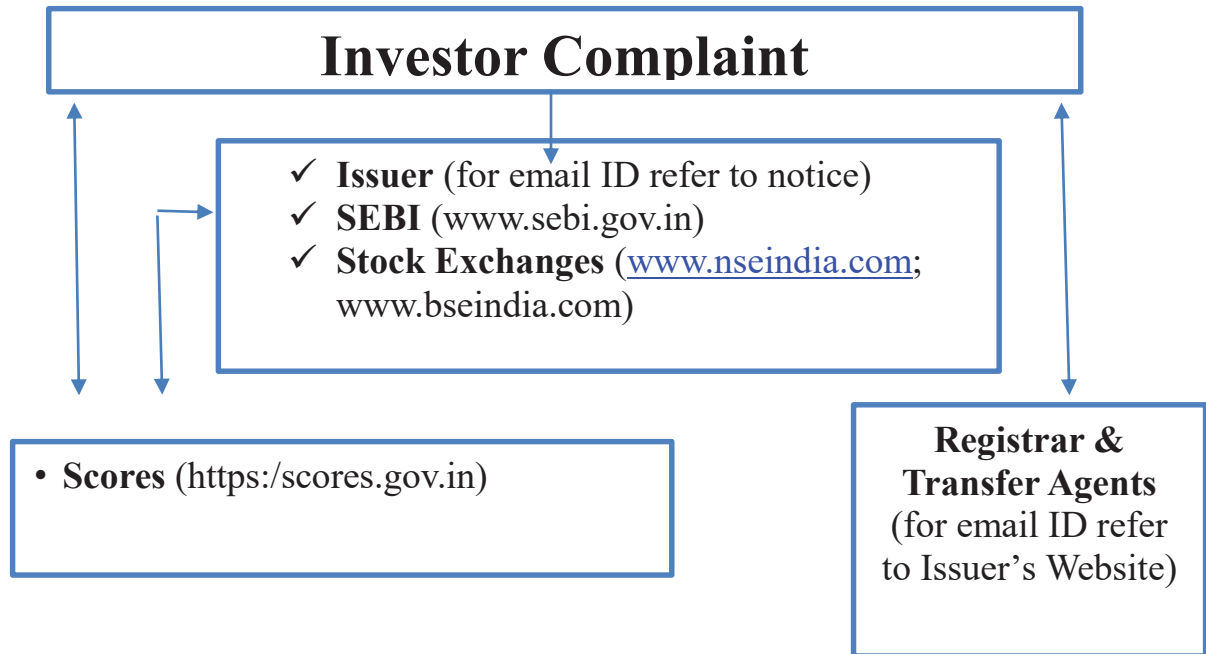 Investor Complaint
✓ Issuer (for email ID refer to notice)
✓ SEBI (www.sebi.gov.in)
✓ Stock Exchanges (www.nseindia.com;
www.bseindia.com)
• Scores (https:/scores.gov.in)
Registrar &
Transfer Agents
(for email ID refer
to Issuer’s Website)